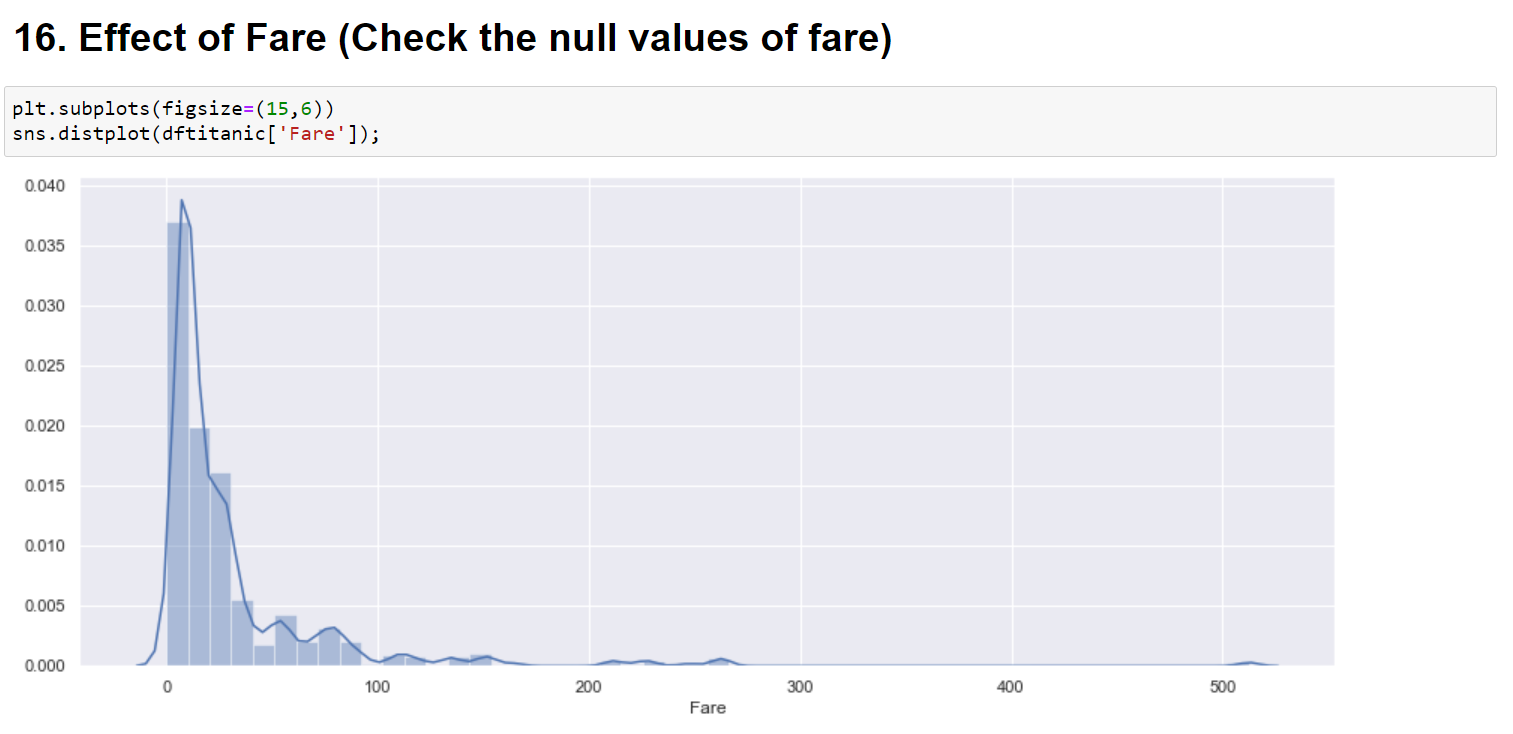 16. Effect of Fare (Check the null values of fare)
plt.subplots(figsize=(15,6))
sns.distplot(dftitanic['Fare']);
0.040
0.035
0.030
0.025
0.020
0.015
0.010
0.005
0.000
0 100 200 300 400 500
Fare